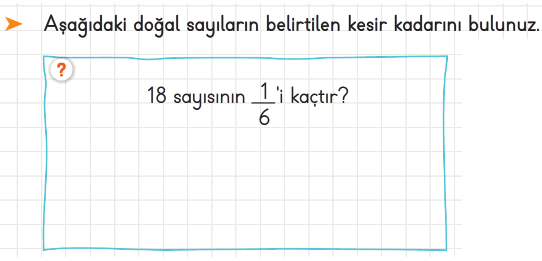 Aşağıdaki doğal sayıların belirtilen kesir kadarını bulunuz.
?
18 sayısının 1/6 'i kaçtır?